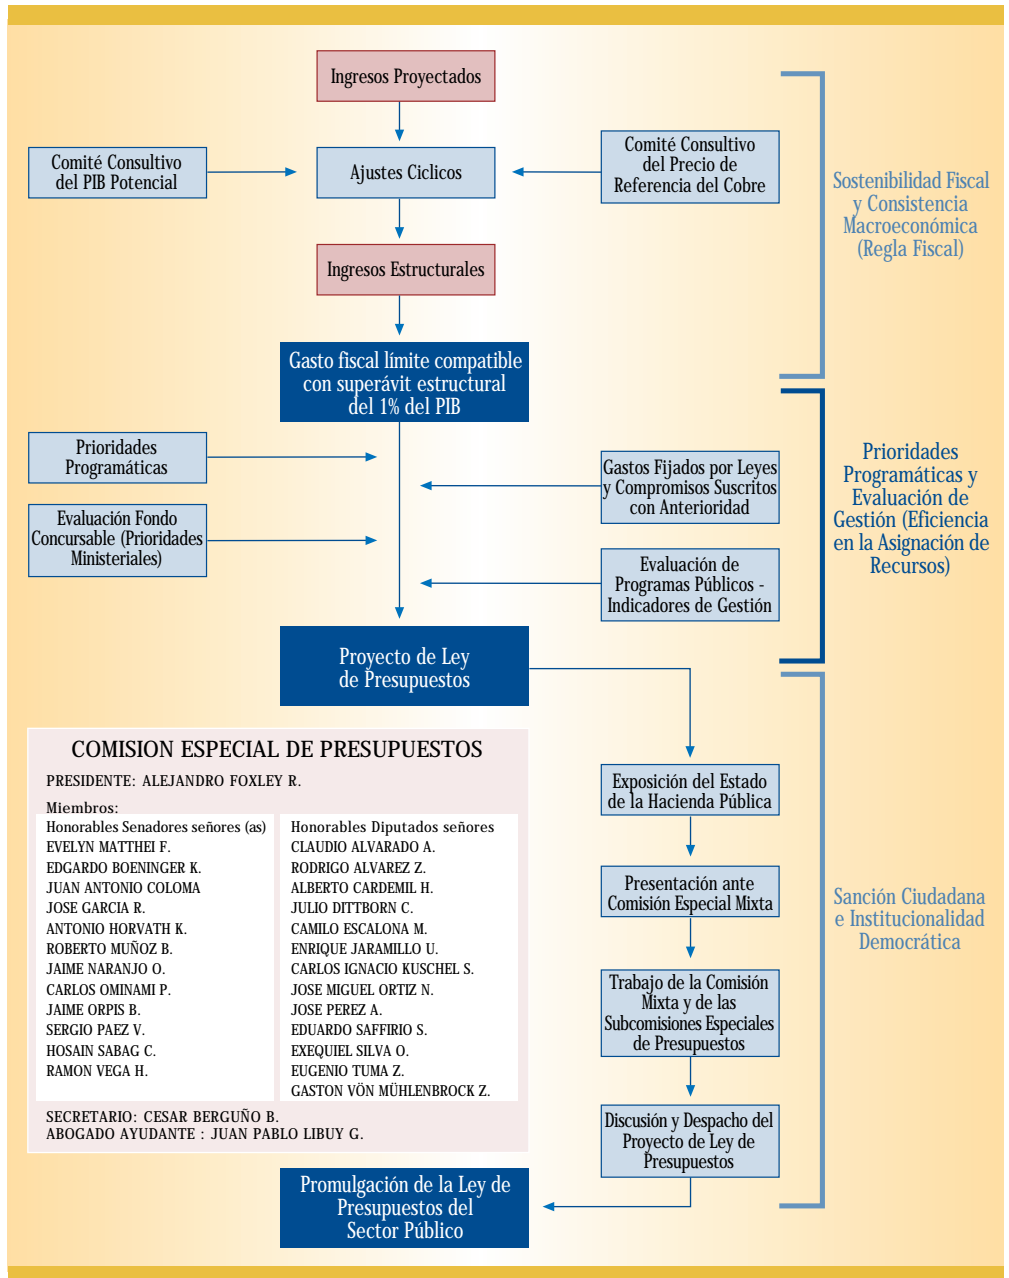 Ingresos Proyectados
Comité Consultivo
del PIB Potencial
Ajustes Ciclicos
Comité Consultivo
del Precio de
Referencia del Cobre
Ingresos Estructurales
Sostenibilidad Fiscal
y Consistencia
Macroeconómica
(Regla Fiscal)
Gasto fiscal límite compatible
con superávit estructural
del 1% del PIB
Prioridades
Programáticas
Gastos Fijados por Leyes
y Compromisos Suscritos
con Anterioridad
Evaluación Fondo
Concursable (Prioridades
Ministeriales)
Evaluación de
Programas Públicos -
Indicadores de Gestión
Prioridades
Programáticas y
Evaluación de
Gestión (Eficiencia
en la Asignación de
Recursos)
Proyecto de Ley
de Presupuestos
COMISION ESPECIAL DE PRESUPUESTOS
PRESIDENTE: ALEJANDRO FOXLEY R.
Miembros:
Honorables Senadores señores (as)
EVELYN MATTHEI F.
EDGARDO BOENINGER K.
JUAN ANTONIO COLOMA
JOSE GARCIA R.
ANTONIO HORVATH K.
ROBERTO MUÑOZ B.
JAIME NARANJO O.
CARLOS OMINAMI P.
JAIME ORPIS B.
SERGIO PAEZ V.
HOSAIN SABAG C.
RAMON VEGA H.
Honorables Diputados señores
CLAUDIO ALVARADO A.
RODRIGO ALVAREZ Z.
ALBERTO CARDEMIL H.
JULIO DITTBORN C.
CAMILO ESCALONA M.
ENRIQUE JARAMILLO U.
CARLOS IGNACIO KUSCHEL S.
JOSE MIGUEL ORTIZ N.
JOSE PEREZ A.
EDUARDO SAFFIRIO S.
EXEQUIEL SILVA O.
EUGENIO TUMA Z.
GASTON VÖN MÜHLENBROCK Z.
SECRETARIO: CESAR BERGUÑO B.
ABOGADO AYUDANTE : JUAN PABLO LIBUY G.
Exposición del Estado
de la Hacienda Pública
Presentación ante
Comisión Especial Mixta
Trabajo de la Comisión
Mixta y de las
Subcomisiones Especiales
de Presupuestos
Discusión y Despacho del
Proyecto de Ley de
Presupuestos
Sanción Ciudadana
e Institucionalidad
Democrática
Promulgación de la Ley de
Presupuestos del
Sector Público